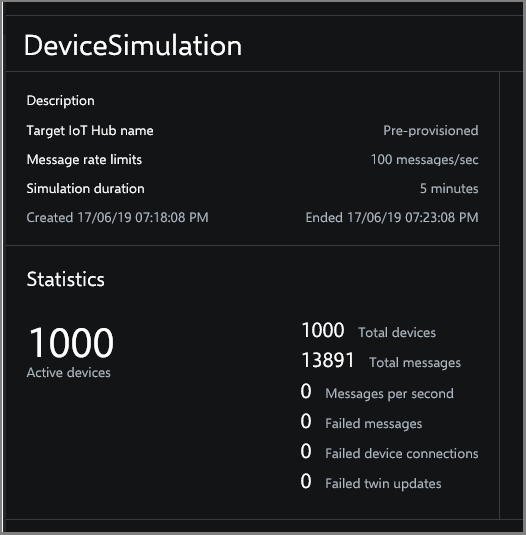 DeviceSimulation
Description
Target IoT Hub name Pre-provisioned
Message rate limits 100 messages/sec
Simulation duration 5 minutes
Created 17/06/19 07:18:08 PM Ended 17/06/19 07:23:08 PM
Statistics
1000
Active devices
1000 Total devices
13891 Total messages
0 Messages per second
0 Failed messages
0 Failed device connections
0 Failed twin updates